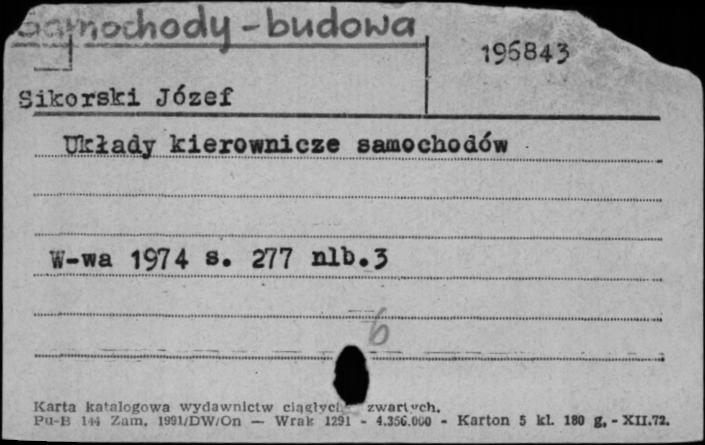 Samochody - budowa
196843
Sikorski Józef
Układy kierownicze samochodów
W-wa 1974 s. 277 nlb.3
6
Karta katalogowa wydawnictw ciągłych zwartych.
Pu-B 144 Zam. 1991/DW/On — Wrak 1291 - 4.356.000 - Karton 5 kl. 180 g. - XII.72.